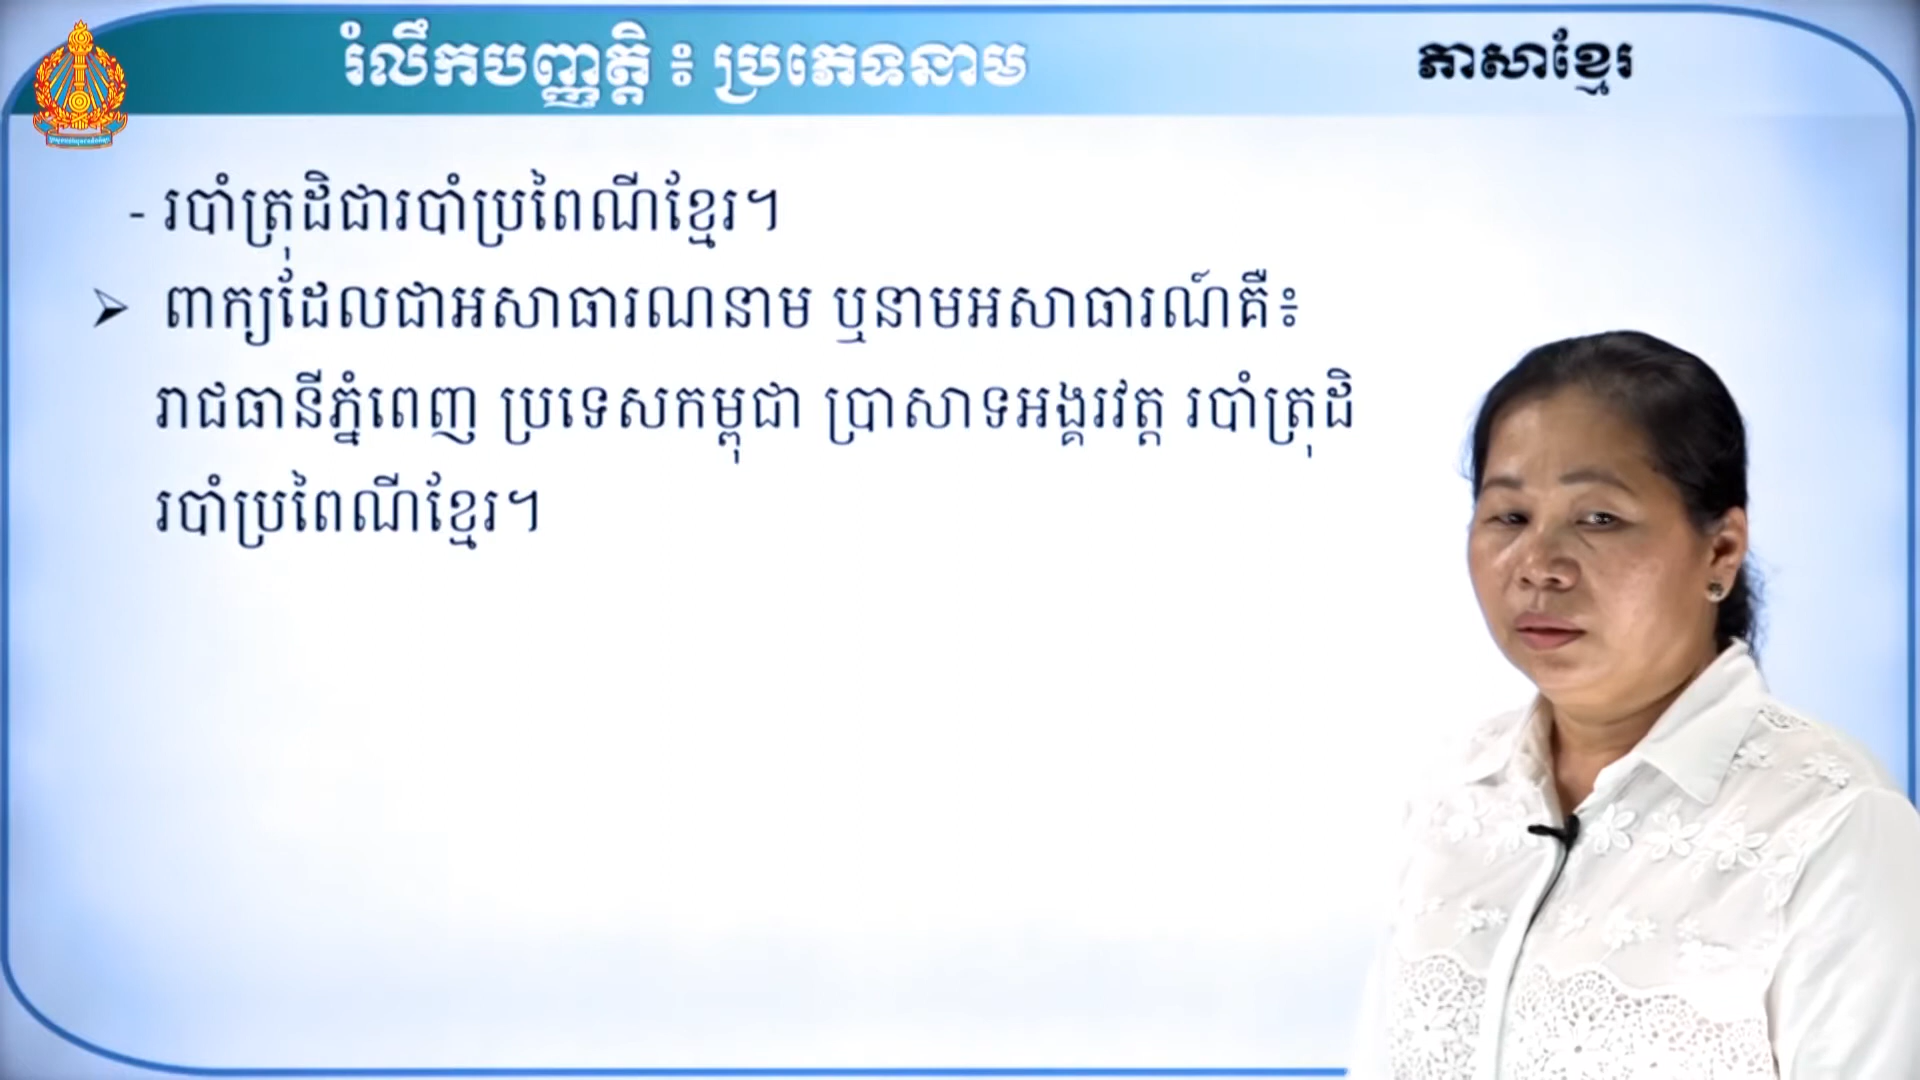 រំលឹកបញ្ញត្តិ ៖ ប្រភេទនាម
ភាសាខ្មែរ
- របាំត្រុដិជារបាំប្រពៃណីខ្មែរ។
➢ ពាក្យដែលជាអសាធារណនាម ឬនាមអសាធារណ៍គឺ៖
រាជធានីភ្នំពេញ ប្រទេសកម្ពុជា ប្រាសាទអង្គរវត្ត របាំត្រុដិ
របាំប្រពៃណីខ្មែរ។